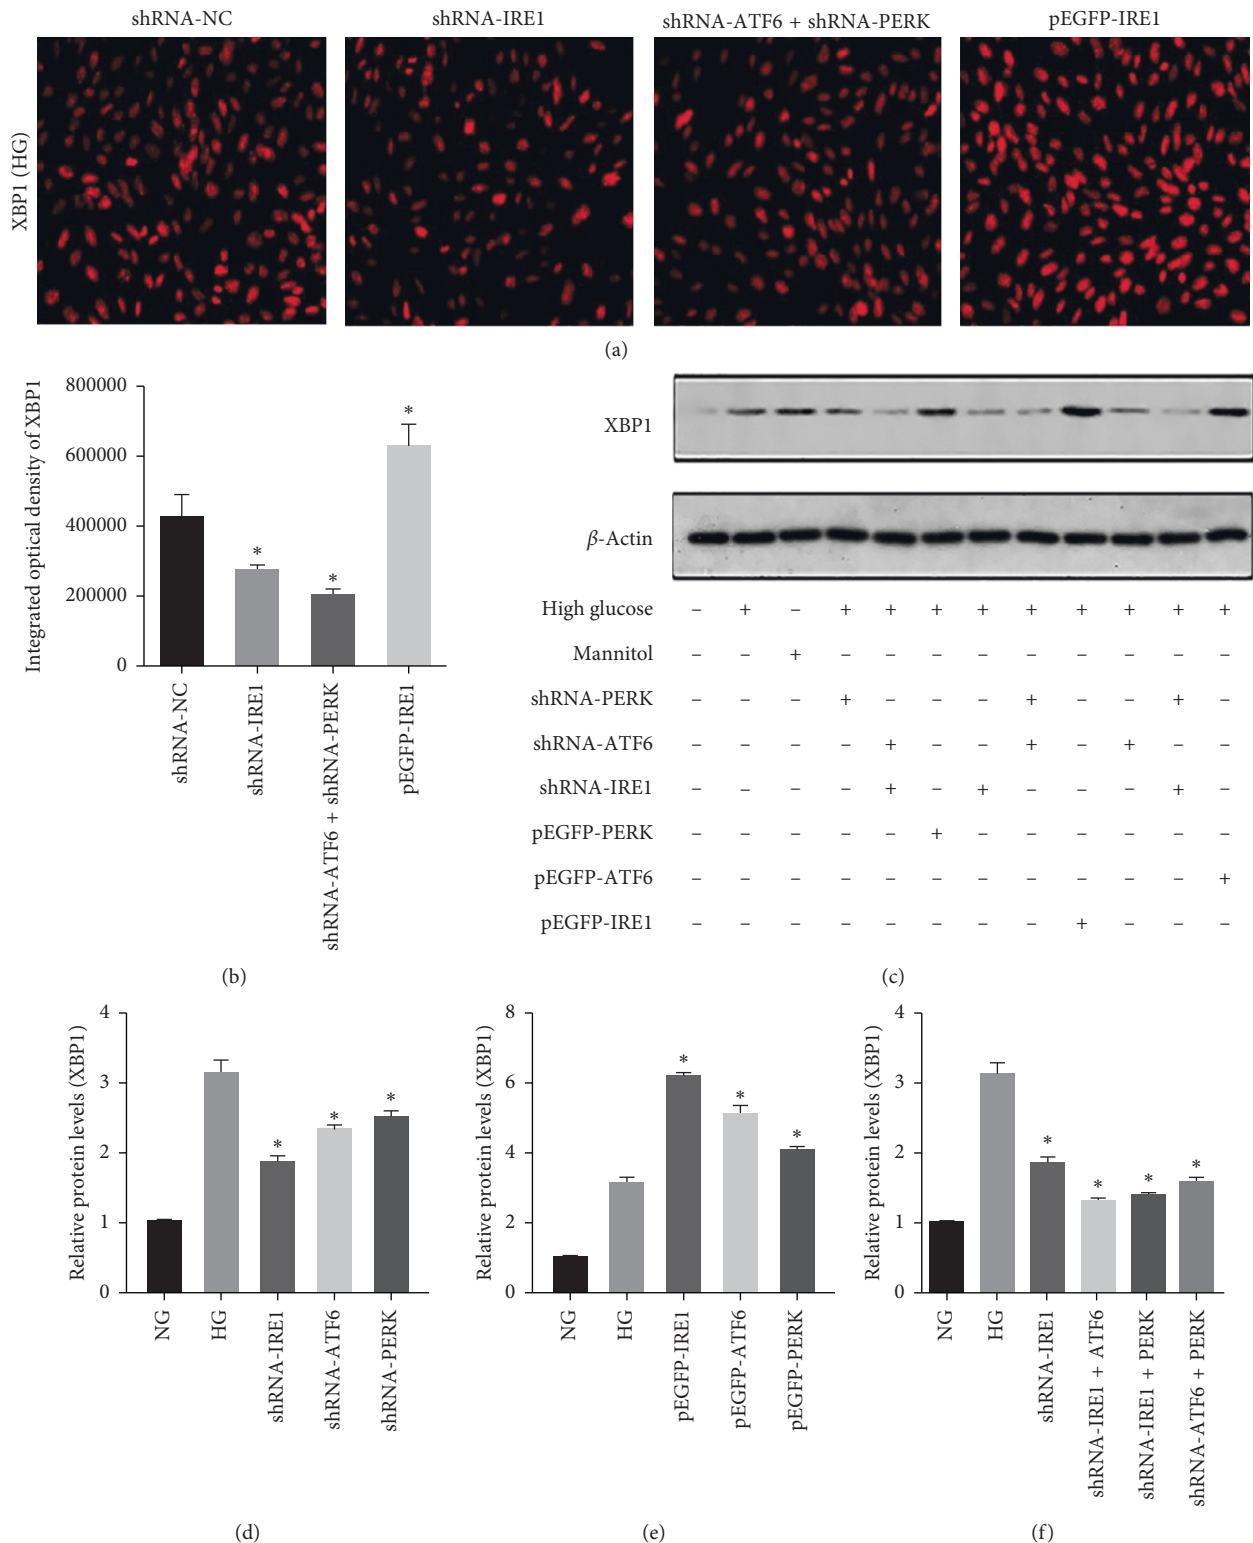 shRNA-NC
shRNA-IRE1
shRNA-ATF6 + shRNA-PERK
pEGFP-IRE1
XBP1 (HG)
(a)
Integrated optical density of XBP1
800000
600000
400000
200000
0
*
*
*
shRNA-NC
shRNA-IRE1
shRNA-ATF6 + shRNA-PERK
pEGFP-IRE1
(b)
XBP1
β-Actin
High glucose – + – + + + + + + + + +
Mannitol – – + – – – – – – – – –
shRNA-PERK – – – + – – – + – – + –
shRNA-ATF6 – – – – + – – + – + – –
shRNA-IRE1 – – – – + – + – – – + –
pEGFP-PERK – – – – – + – – – – – –
pEGFP-ATF6 – – – – – – – – – – – +
pEGFP-IRE1 – – – – – – – – + – – –
(c)
Relative protein levels (XBP1)
4
3
2
1
0
*
*
*
NG
HG
shRNA-IRE1
shRNA-ATF6
shRNA-PERK
(d)
Relative protein levels (XBP1)
8
6
4
2
0
*
*
*
NG
HG
pEGFP-IRE1
pEGFP-ATF6
pEGFP-PERK
(e)
Relative protein levels (XBP1)
4
3
2
1
0
*
*
*
*
NG
HG
shRNA-IRE1
shRNA-IRE1 + ATF6
shRNA-IRE1 + PERK
shRNA-ATF6 + PERK
(f)